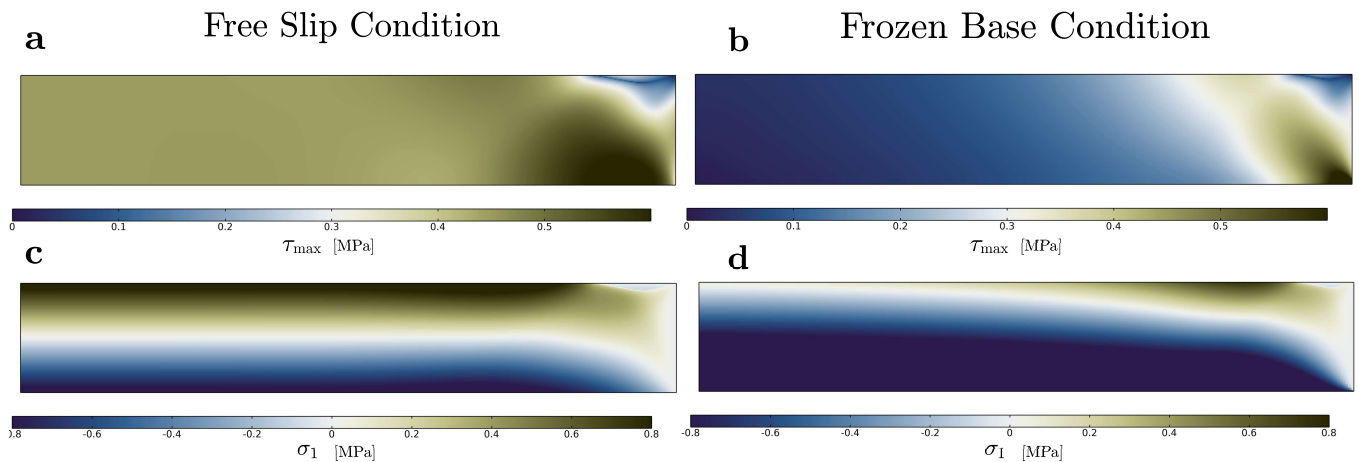 Free Slip Condition
Frozen Base Condition
a
b
0 0.1 0.2 0.3 0.4 0.5
τmax [MPa]
0 0.1 0.2 0.3 0.4 0.5
τmax [MPa]
c
d
).8 -0.6 -0.4 -0.2 0 0.2 0.4 0.6 0.8
σ1 [MPa]
-0.8 -0.6 -0.4 -0.2 0 0.2 0.4 0.6 0.8
σ1 [MPa]